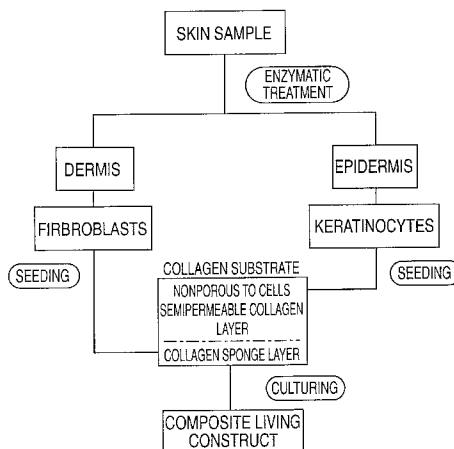 SKIN SAMPLE
ENZYMATIC
TREATMENT
DERMIS
EPIDERMIS
FIRBROBLASTS
KERATINOCYTES
SEEDING
COLLAGEN SUBSTRATE
SEEDING
NONPOROUS TO CELLS
SEMIPERMEABLE COLLAGEN
LAYER
COLLAGEN SPONGE LAYER
CULTURING
COMPOSITE LIVING
CONSTRUCT